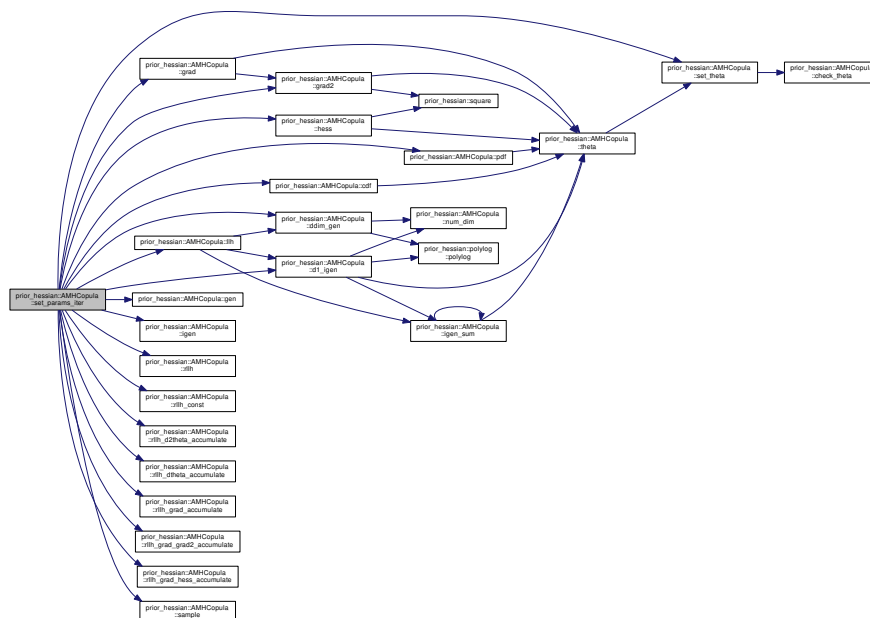 prior_hessian::AMHCopula
::set_params_iter
prior_hessian::AMHCopula
::grad
prior_hessian::AMHCopula::llh
prior_hessian::AMHCopula::gen
prior_hessian::AMHCopula
::igen
prior_hessian::AMHCopula
::rllh
prior_hessian::AMHCopula
::rllh_const
prior_hessian::AMHCopula
::rllh_d2theta_accumulate
prior_hessian::AMHCopula
::rllh_dtheta_accumulate
prior_hessian::AMHCopula
::rllh_grad_accumulate
prior_hessian::AMHCopula
::rllh_grad_grad2_accumulate
prior_hessian::AMHCopula
::rllh_grad_hess_accumulate
prior_hessian::AMHCopula
::sample
prior_hessian::AMHCopula
::grad2
prior_hessian::AMHCopula
::hess
prior_hessian::AMHCopula::cdf
prior_hessian::AMHCopula
::ddim_gen
prior_hessian::AMHCopula
::d1_igen
prior_hessian::square
prior_hessian::AMHCopula::pdf
prior_hessian::AMHCopula
::num_dim
prior_hessian::polylog
::polylog
prior_hessian::AMHCopula
::igen_sum
prior_hessian::AMHCopula
::theta
prior_hessian::AMHCopula
::set_theta
prior_hessian::AMHCopula
::check_theta